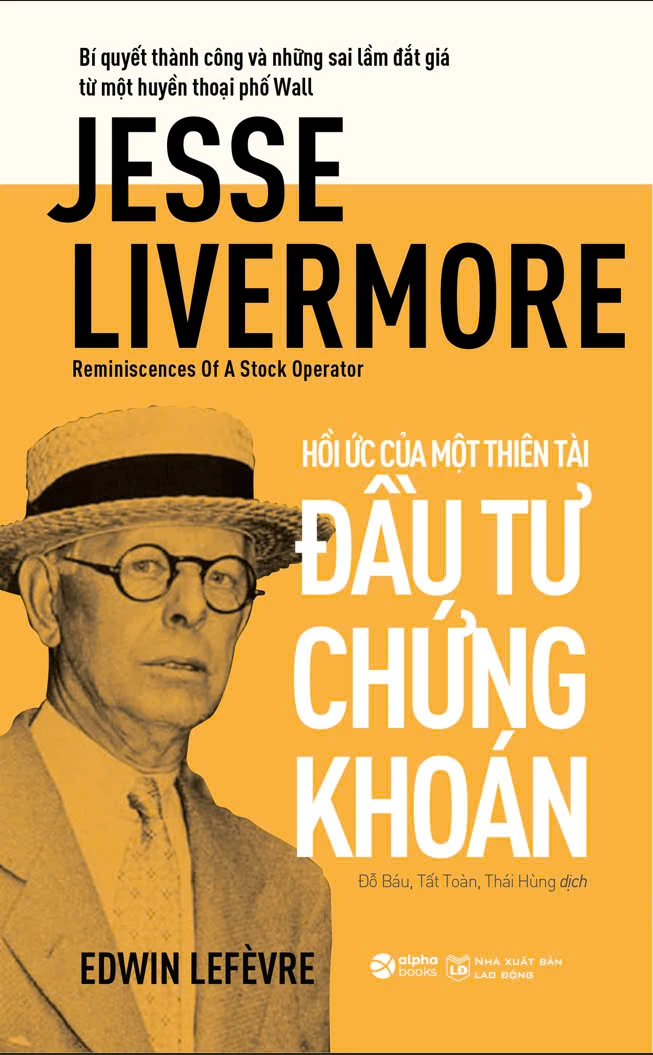 Bí quyết thành công và những sai lầm đắt giá
từ một huyền thoại phố Wall
JESSE
LIVERMORE
Reminiscences Of A Stock Operator
HỒI ỨC CỦA MỘT THIÊN TÀI
ĐẦU TƯ
CHỨNG
KHOÁN
Đỗ Báu, Tất Toàn, Thái Hùng dịch
EDWIN LEFÈVRE
alpha
books
LD
NHÀ XUẤT BẢN
LAO ĐỘNG